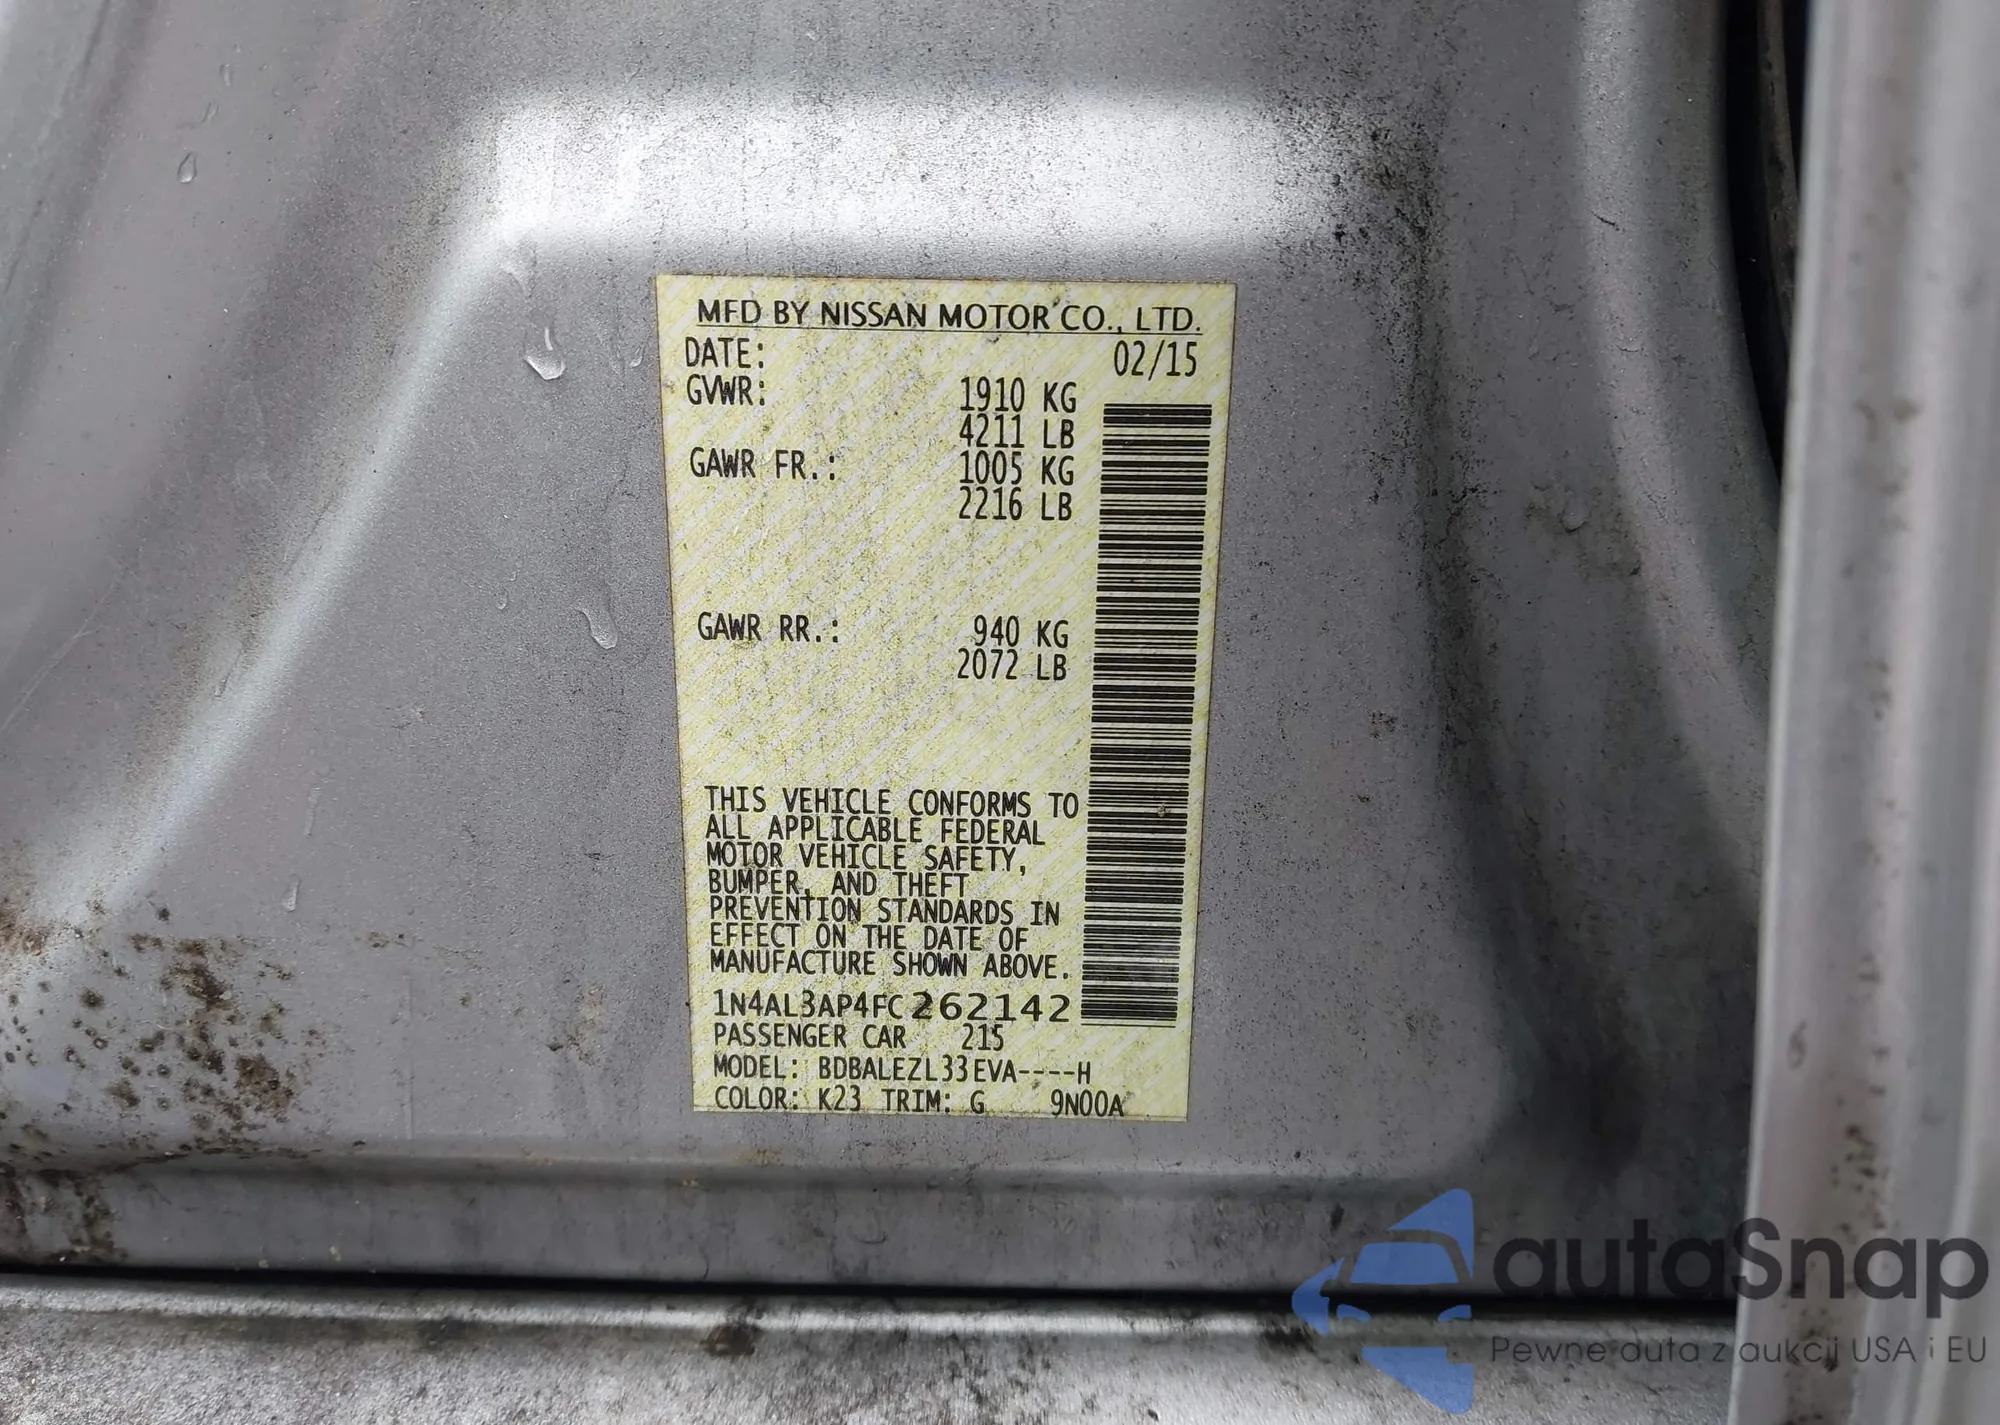 MFD BY NISSAN MOTOR CO., LTD.
DATE: 02/15
GVWR: 1910 KG
4211 LB
GAWR FR.: 1005 KG
2216 LB
GAWR RR.: 940 KG
2072 LB
THIS VEHICLE CONFORMS TO
ALL APPLICABLE FEDERAL
MOTOR VEHICLE SAFETY,
BUMPER, AND THEFT
PREVENTION STANDARDS IN
EFFECT ON THE DATE OF
MANUFACTURE SHOWN ABOVE.
1N4AL3AP4FC262142
PASSENGER CAR 215
MODEL: BDBALEZL33EVA----H
COLOR: K23 TRIM: G 9N00A
autaSnap
Pewne auta z aukcji USA i EU